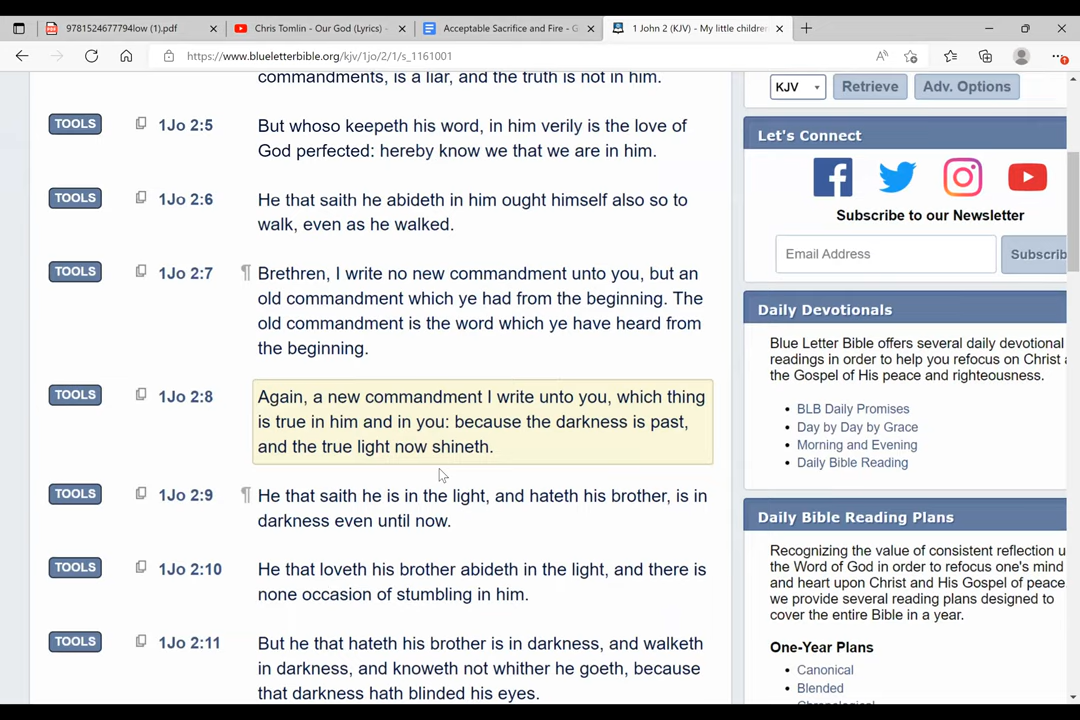 9781524677794low (1).pdf
Chris Tomlin - Our God (Lyrics) -
Acceptable Sacrifice and Fire - G
1 John 2 (KJV) - My little children
https://www.blueletterbible.org/kjv/1jo/2/1/s_1161001
commandments, is a liar, and the truth is not in him.
TOOLS 1Jo 2:5 But whoso keepeth his word, in him verily is the love of
God perfected: hereby know we that we are in him.
TOOLS 1Jo 2:6 He that saith he abideth in him ought himself also so to
walk, even as he walked.
TOOLS 1Jo 2:7 ¶ Brethren, I write no new commandment unto you, but an
old commandment which ye had from the beginning. The
old commandment is the word which ye have heard from
the beginning.
TOOLS 1Jo 2:8 Again, a new commandment I write unto you, which thing
is true in him and in you: because the darkness is past,
and the true light now shineth.
TOOLS 1Jo 2:9 ¶ He that saith he is in the light, and hateth his brother, is in
darkness even until now.
TOOLS 1Jo 2:10 He that loveth his brother abideth in the light, and there is
none occasion of stumbling in him.
TOOLS 1Jo 2:11 But he that hateth his brother is in darkness, and walketh
in darkness, and knoweth not whither he goeth, because
that darkness hath blinded his eyes.
KJV Retrieve Adv. Options
Let's Connect
Subscribe to our Newsletter
Email Address Subscrib
Daily Devotionals
Blue Letter Bible offers several daily devotional
readings in order to help you refocus on Christ a
the Gospel of His peace and righteousness.
BLB Daily Promises
Day by Day by Grace
Morning and Evening
Daily Bible Reading
Daily Bible Reading Plans
Recognizing the value of consistent reflection u
the Word of God in order to refocus one's mind
and heart upon Christ and His Gospel of peace,
we provide several reading plans designed to
cover the entire Bible in a year.
One-Year Plans
Canonical
Blended
Chronological